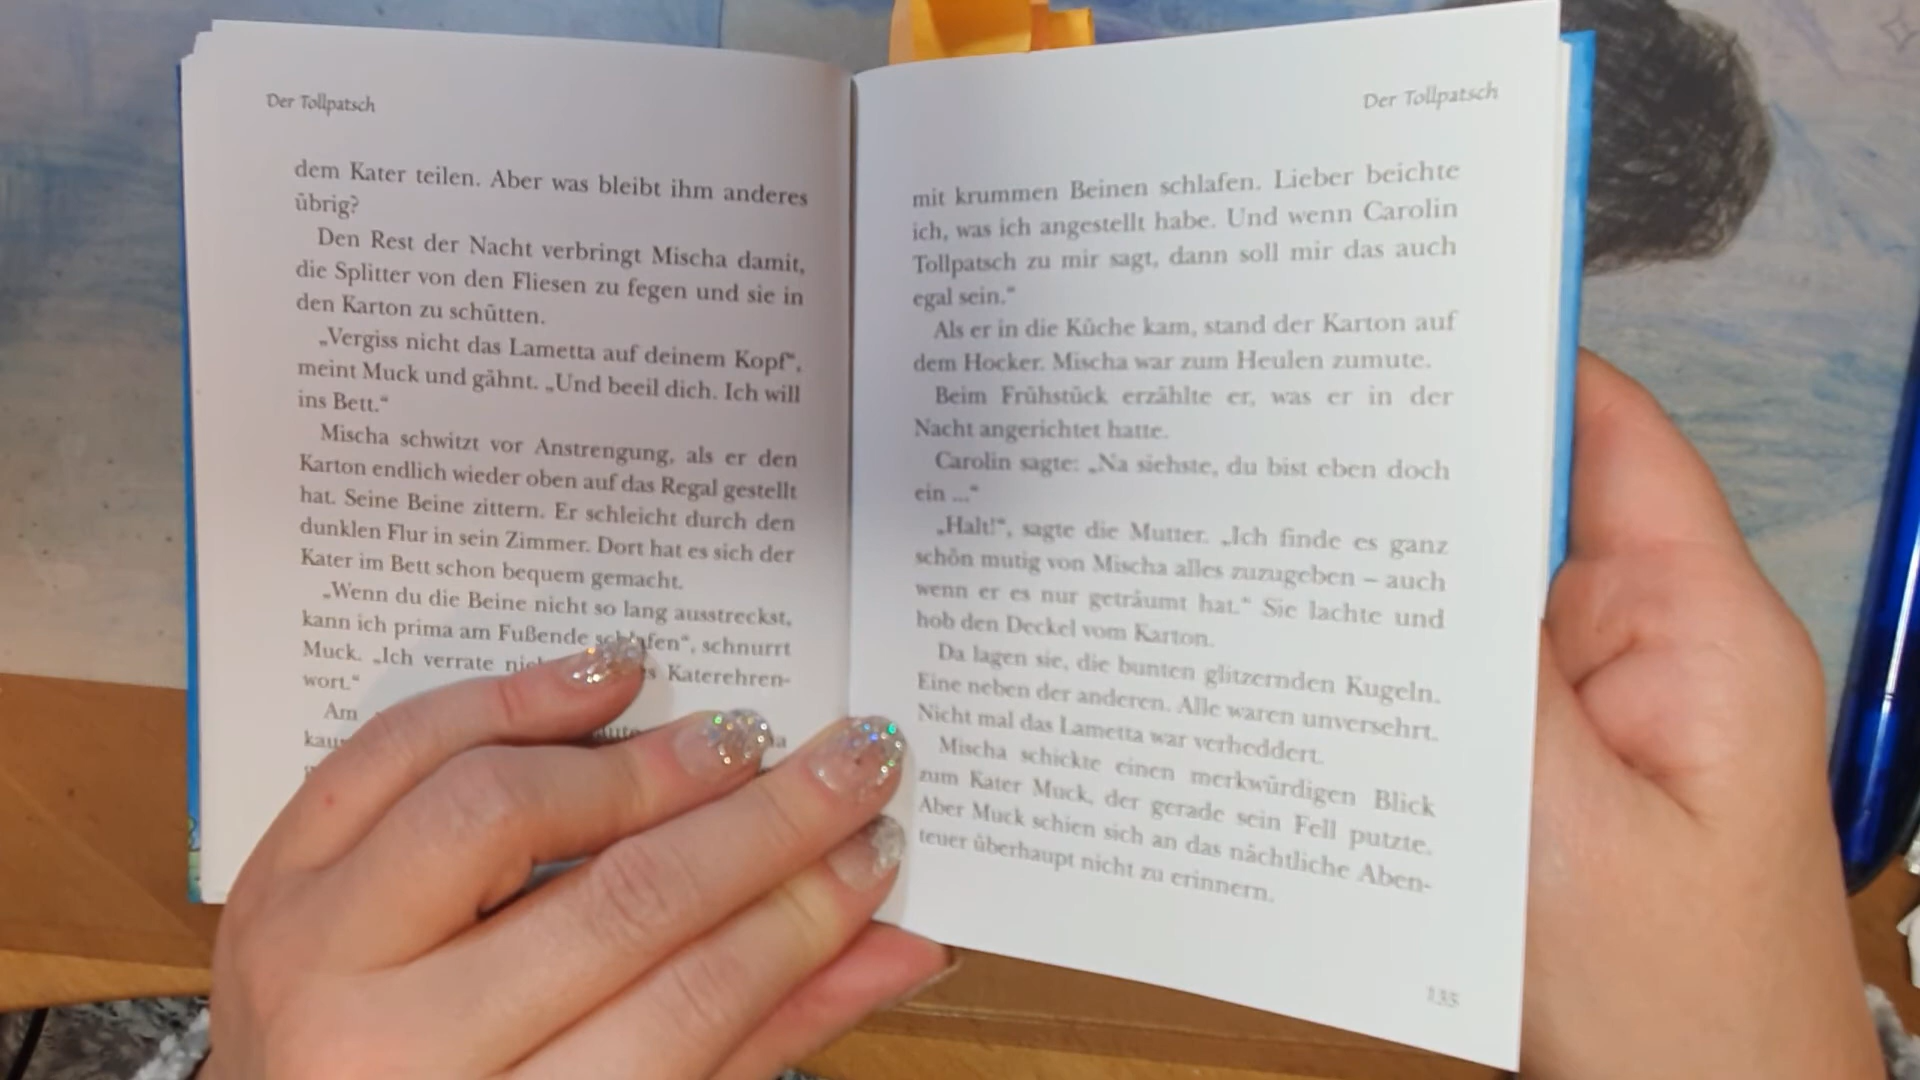 Der Tollpatsch
dem Kater teilen. Aber was bleibt ihm anderes
übrig?
Den Rest der Nacht verbringt Mischa damit,
die Splitter von den Fliesen zu fegen und sie in
den Karton zu schütten.
„Vergiss nicht das Lametta auf deinem Kopf“,
meint Muck und gähnt. „Und beeil dich. Ich will
ins Bett.“
Mischa schwitzt vor Anstrengung, als er den
Karton endlich wieder oben auf das Regal gestellt
hat. Seine Beine zittern. Er schleicht durch den
dunklen Flur in sein Zimmer. Dort hat es sich der
Kater im Bett schon bequem gemacht.
„Wenn du die Beine nicht so lang ausstreckst,
kann ich prima am Fußende schlafen“, schnurrt
Muck. „Ich verrate Katerehren-
wort.“
Am
Der Tollpatsch
mit krummen Beinen schlafen. Lieber beichte
ich, was ich angestellt habe. Und wenn Carolin
Tollpatsch zu mir sagt, dann soll mir das auch
egal sein.“
Als er in die Küche kam, stand der Karton auf
dem Hocker. Mischa war zum Heulen zumute.
Beim Frühstück erzählte er, was er in der
Nacht angerichtet hatte.
Carolin sagte: „Na siehste, du bist eben doch
ein ...“
„Halt!“, sagte die Mutter. „Ich finde es ganz
schön mutig von Mischa alles zuzugeben – auch
wenn er es nur geträumt hat.“ Sie lachte und
hob den Deckel vom Karton.
Da lagen sie, die bunten glitzernden Kugeln.
Eine neben der anderen. Alle waren unversehrt.
Nicht mal das Lametta war verheddert.
Mischa schickte einen merkwürdigen Blick
zum Kater Muck, der gerade sein Fell putzte.
Aber Muck schien sich an das nächtliche Aben-
teuer überhaupt nicht zu erinnern.